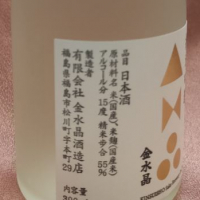 品目 日本酒
原材料名 米(国産)、米麹(国産米)
アルコール分 15度 精米歩合 55%
製造者
有限会社 金水晶酒造店
福島県福島市松川町字本町29
金水晶